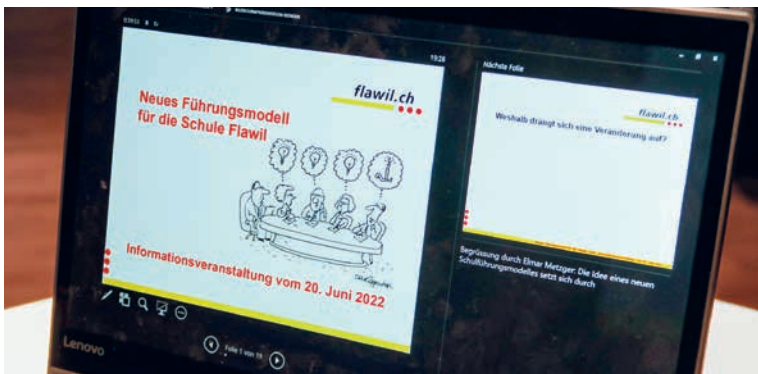 19:28
flawil.ch
Neues Führungsmodell
für die Schule Flawil
Informationsveranstaltung vom 20. Juni 2022
Folie 1 von 19
Lenovo
Nächste Folie
flawil.ch
Weshalb drängt sich eine Veränderung auf?
Begrüssung durch Elmar Metzger: Die Idee eines neuen
Schulführungsmodelles setzt sich durch